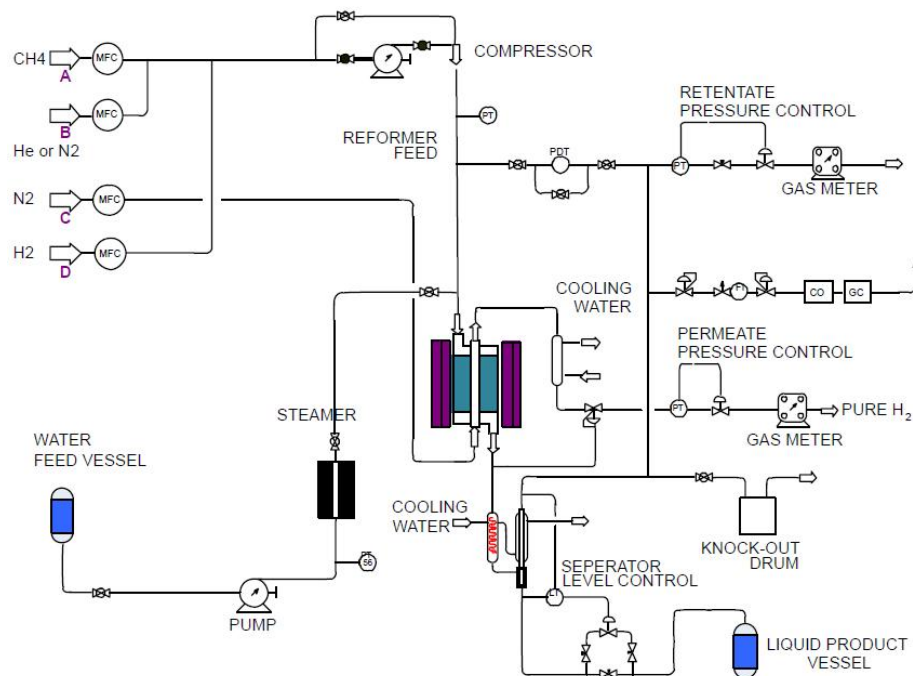 COMPRESSOR
CH4
MFC
A
B
MFC
He or N2
PT
REFORMER
FEED
PDT
RETENTATE
PRESSURE CONTROL
PT
GAS METER
N2
MFC
C
H2
MFC
D
COOLING
WATER
FI
CO
GC
PERMEATE
PRESSURE CONTROL
PT
GAS METER
PURE H2
STEAMER
WATER
FEED VESSEL
COOLING
WATER
KNOCK-OUT
DRUM
PT
56
SEPERATOR
LEVEL CONTROL
LT
PUMP
LIQUID PRODUCT
VESSEL